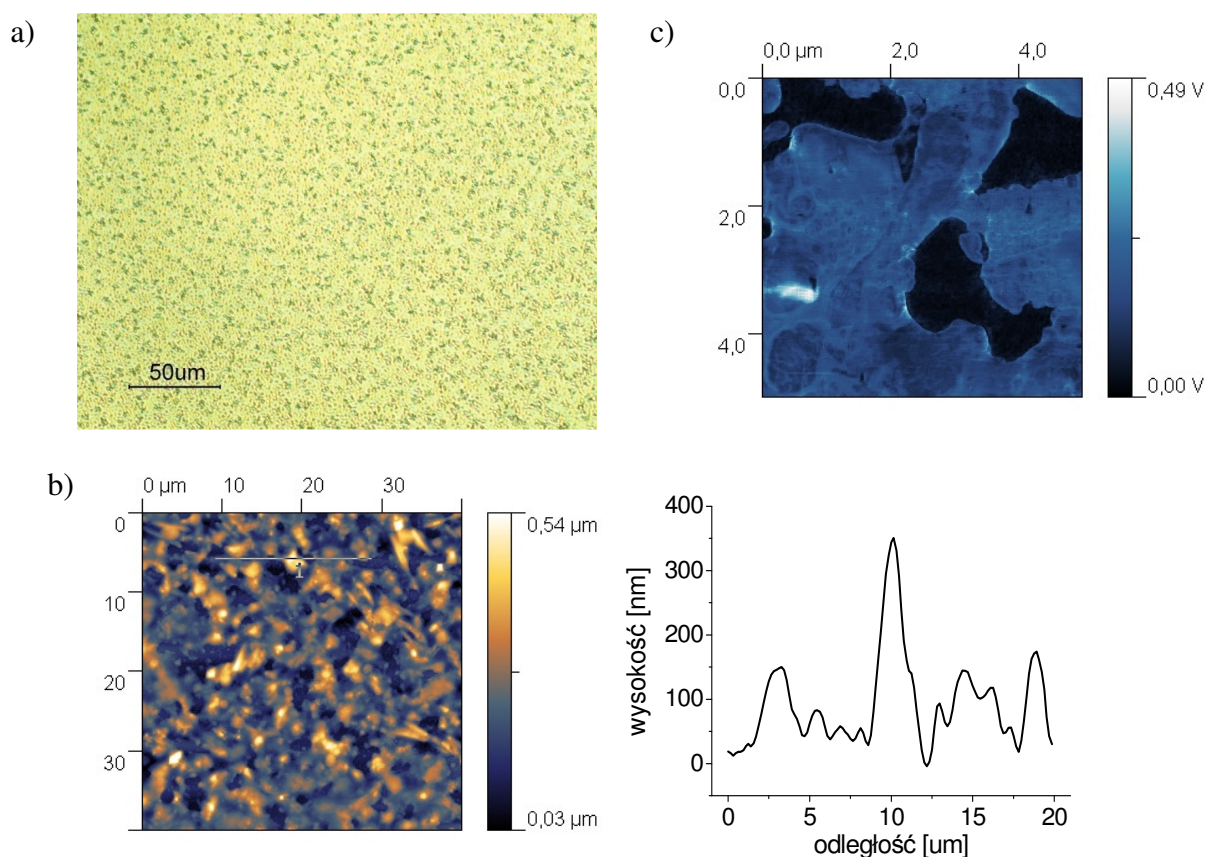 a)
50um
c)
0,0 µm 2,0 4,0
0,0
2,0
4,0
0,49 V
0,00 V
b)
0 µm 10 20 30
0
10
20
30
1
0,54 µm
0,03 µm
wysokość [nm]
400
300
200
100
0
0 5 10 15 20
odległość [um]